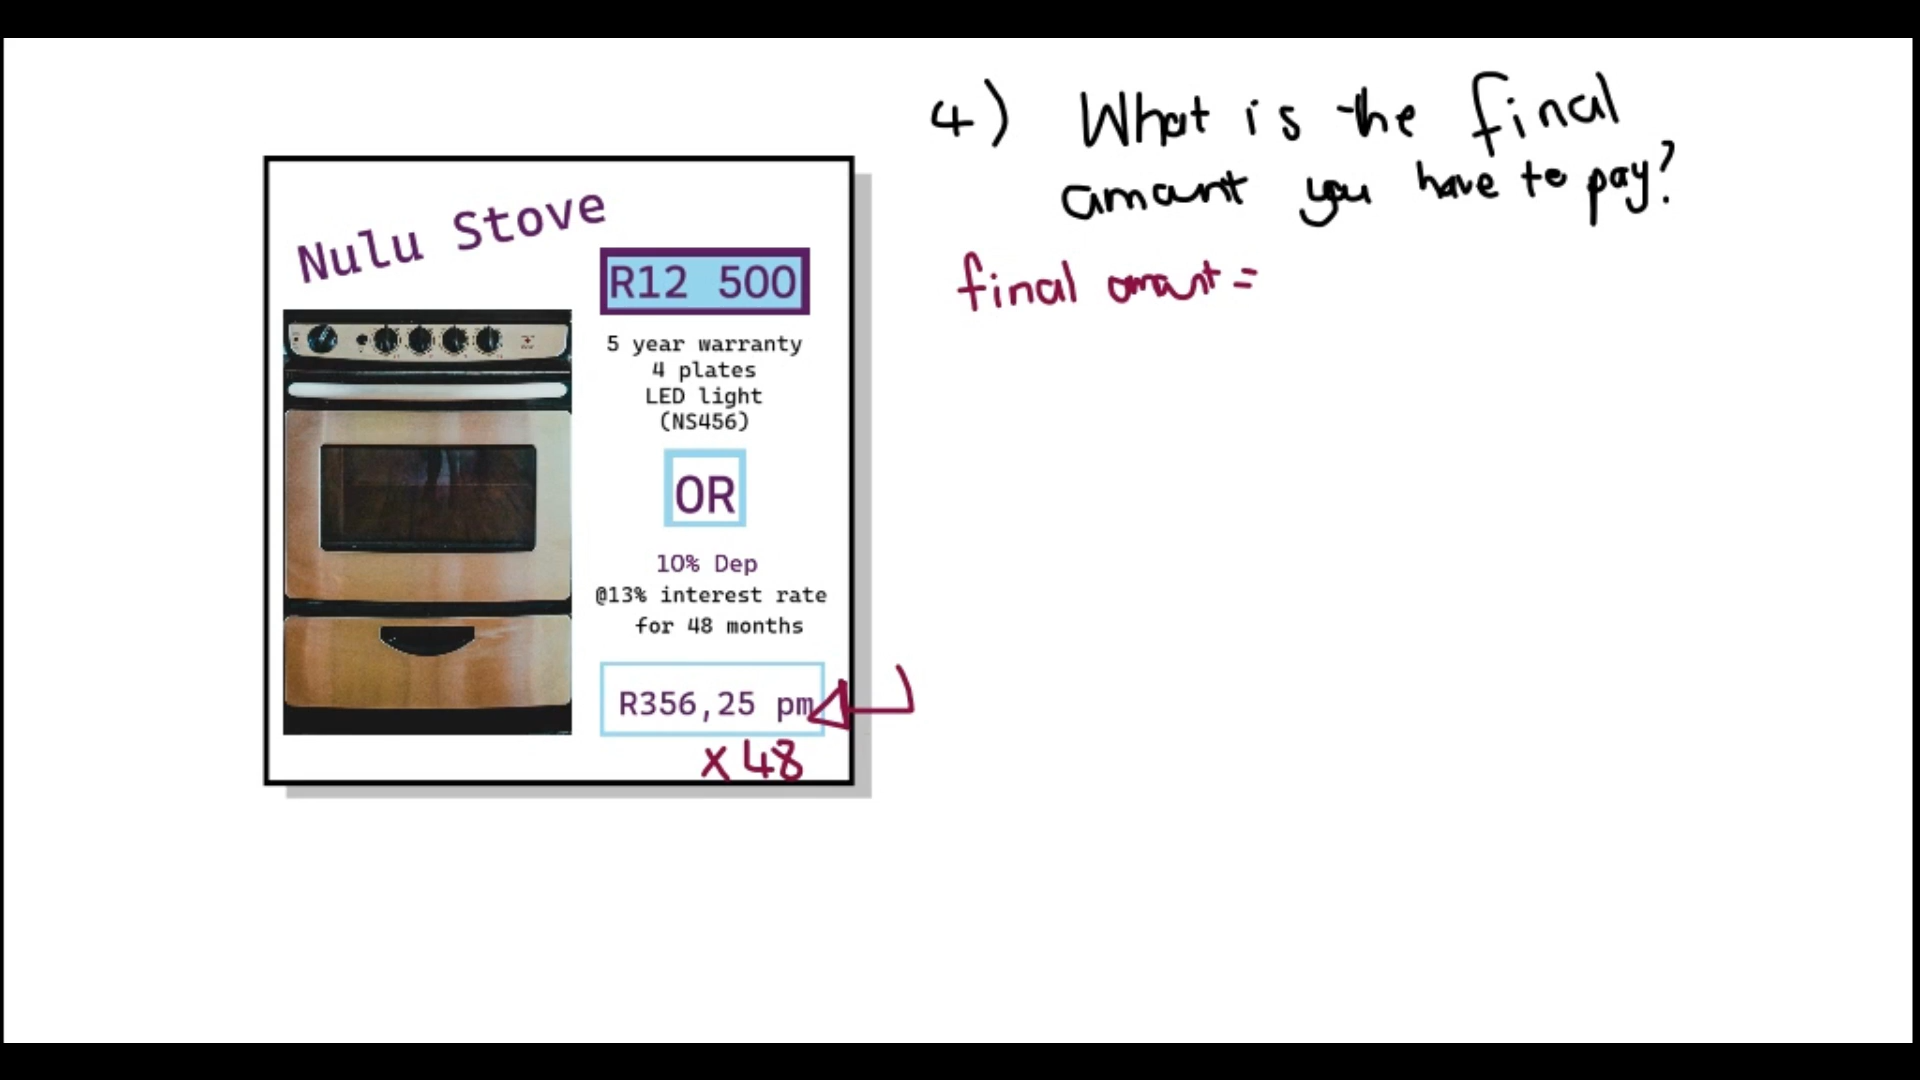 4) What is the final
amount you have to pay?
final amount =
Nulu Stove
R12 500
5 year warranty
4 plates
LED light
(NS456)
OR
10% Dep
@13% interest rate
for 48 months
R356,25 pm
x 48